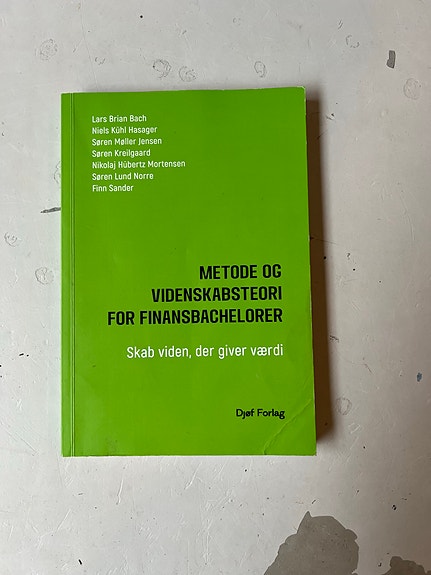 Lars Brian Bach
Niels Kühl Hasager
Søren Møller Jensen
Søren Kreilgaard
Nikolaj Hübertz Mortensen
Søren Lund Norre
Finn Sander
METODE OG
VIDENSKABSTEORI
FOR FINANSBACHELORER
Skab viden, der giver værdi
Djøf Forlag